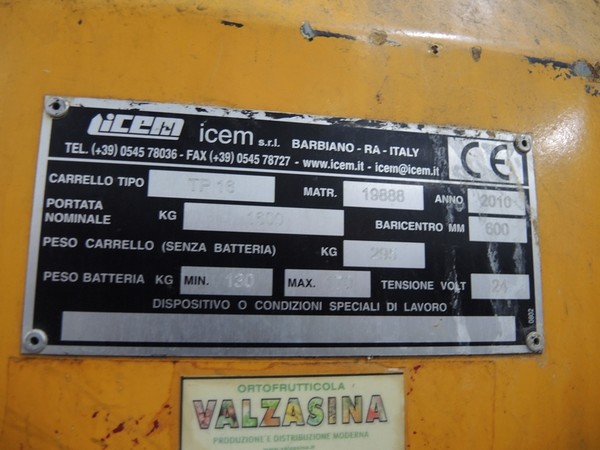 icem icem s.r.l. BARBIANO - RA - ITALY
TEL. (+39) 0545 78036 - FAX (+39) 0545 78727 - www.icem.it - icem@icem.it
CE
CARRELLO TIPO TP 16 MATR. 19888 ANNO 2010
PORTATA NOMINALE KG 1600 BARICENTRO MM 600
PESO CARRELLO (SENZA BATTERIA) KG
PESO BATTERIA KG MIN. 130 MAX. TENSIONE VOLT 24
DISPOSITIVO O CONDIZIONI SPECIALI DI LAVORO
ORTOFRUTTICOLA
VALZASINA
PRODUZIONE E DISTRIBUZIONE MODERNA
www.valzasina.it